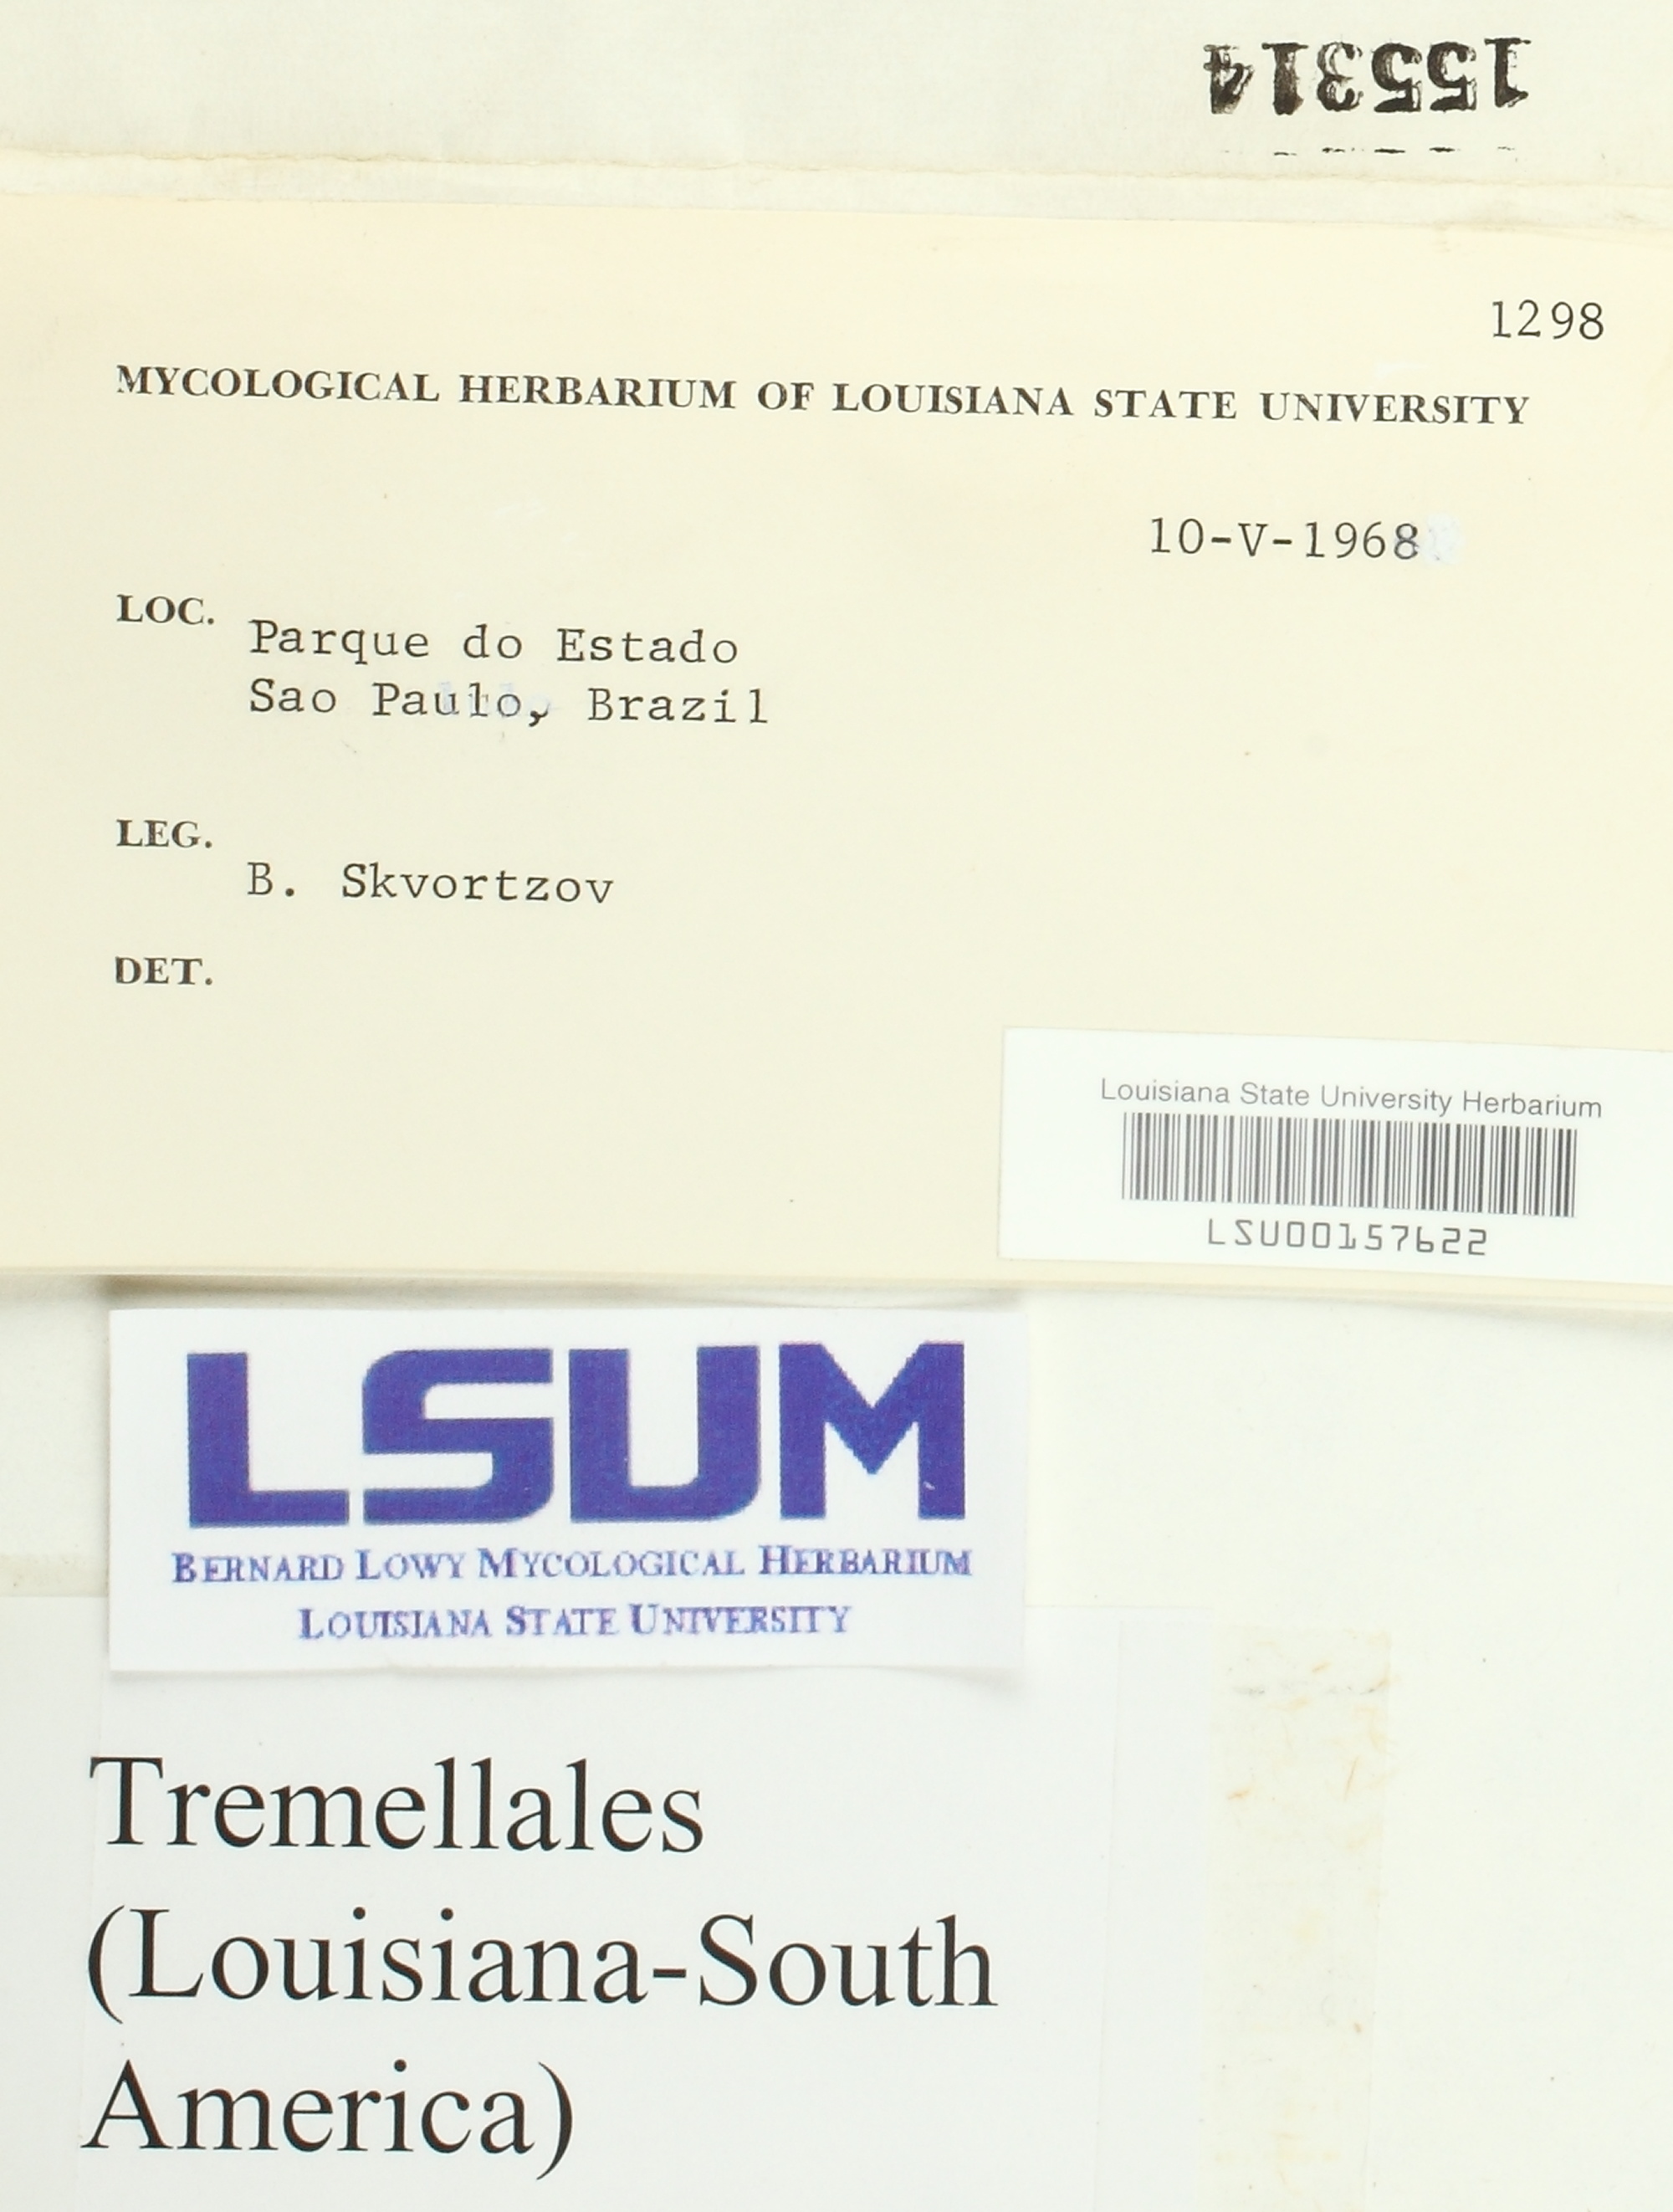 155314
1298
MYCOLOGICAL HERBARIUM OF LOUISIANA STATE UNIVERSITY
10-V-1968
LOC.
Parque do Estado
Sao Paulo, Brazil
LEG.
B. Skvortzov
DET.
Louisiana State University Herbarium
LSU00157622
LSUM
BERNARD LOWY MYCOLOGICAL HERBARIUM
LOUISIANA STATE UNIVERSITY
Tremellales
(Louisiana-South
America)